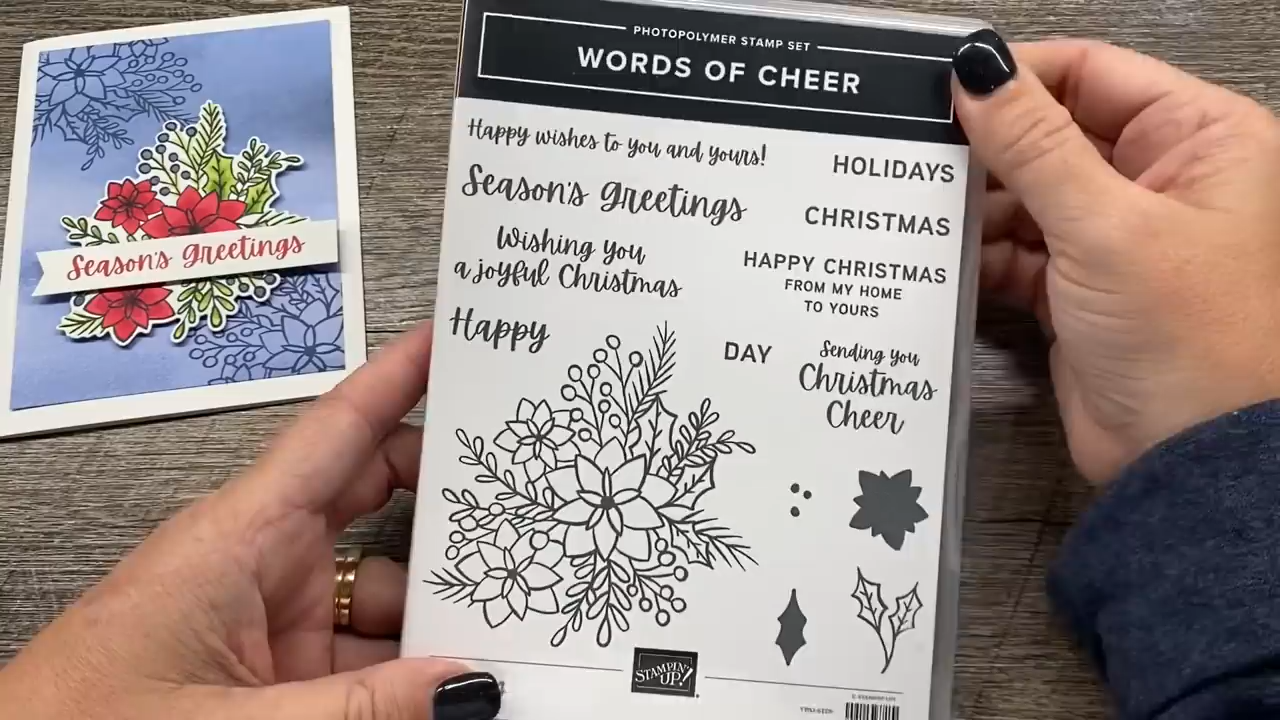 PHOTOPOLYMER STAMP SET
WORDS OF CHEER
Happy wishes to you and yours!
HOLIDAYS
Season's Greetings
CHRISTMAS
Wishing you
a joyful Christmas
HAPPY CHRISTMAS
FROM MY HOME
TO YOURS
Happy
DAY
Sending you
Christmas
Cheer
STAMPIN' UP!
Season's Greetings